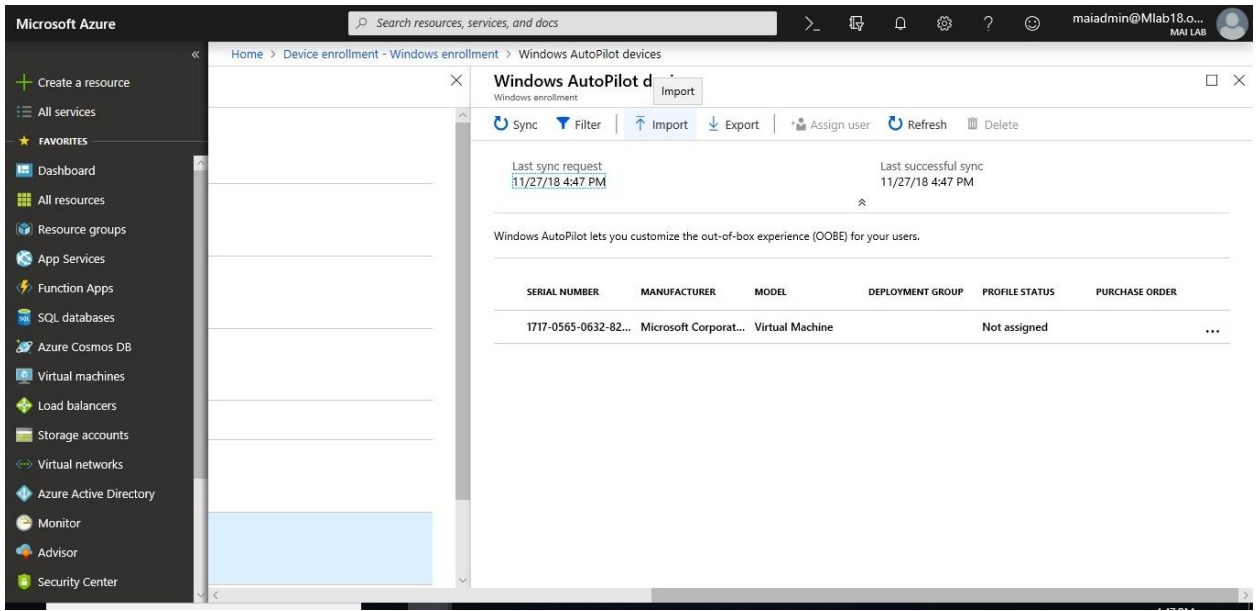 Microsoft Azure
Search resources, services, and docs
maiadmin@Mlab18.o...
MAI LAB
Home > Device enrollment - Windows enrollment > Windows AutoPilot devices
Create a resource
All services
FAVORITES
Dashboard
All resources
Resource groups
App Services
Function Apps
SQL databases
Azure Cosmos DB
Virtual machines
Load balancers
Storage accounts
Virtual networks
Azure Active Directory
Monitor
Advisor
Security Center
Windows AutoPilot
Import
Windows enrollment
Sync Filter Import Export Assign user Refresh Delete
Last sync request
11/27/18 4:47 PM
Last successful sync
11/27/18 4:47 PM
Windows AutoPilot lets you customize the out-of-box experience (OOBE) for your users.
SERIAL NUMBER MANUFACTURER MODEL DEPLOYMENT GROUP PROFILE STATUS PURCHASE ORDER
1717-0565-0632-82... Microsoft Corporat... Virtual Machine Not assigned ...